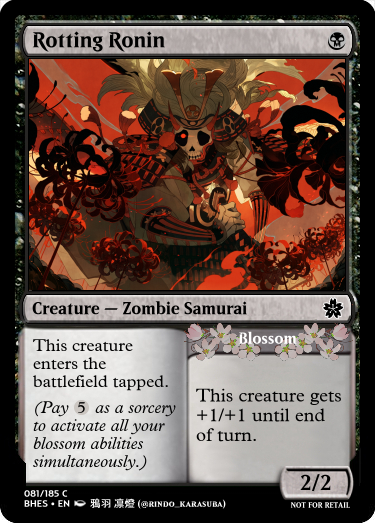 Rotting Ronin
Creature — Zombie Samurai
This creature
enters the
battlefield tapped.
(Pay 5 as a sorcery
to activate all your
blossom abilities
simultaneously.)
Blossom
This creature gets
+1/+1 until end
of turn.
2/2
081/185 C
BHES • EN 鴉羽 凛燈 (@RINDO_KARASUBA)
NOT FOR RETAIL